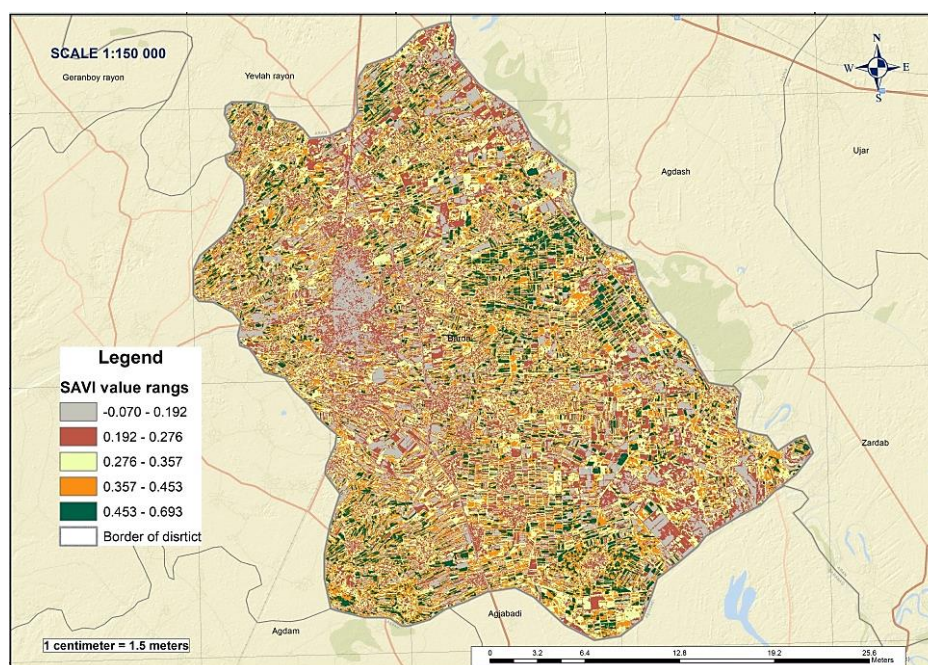 SCALE 1:150 000
Geranboy rayon
Yevlah rayon
N
W
E
S
Ujar
Agdash
Barda
Zardab
Legend
SAVI value rangs
-0.070 - 0.192
0.192 - 0.276
0.276 - 0.357
0.357 - 0.453
0.453 - 0.693
Border of disrtict
Agjabadi
Agdam
1 centimeter = 1.5 meters
0 3.2 6.4 12.8 19.2 25.6
Meters